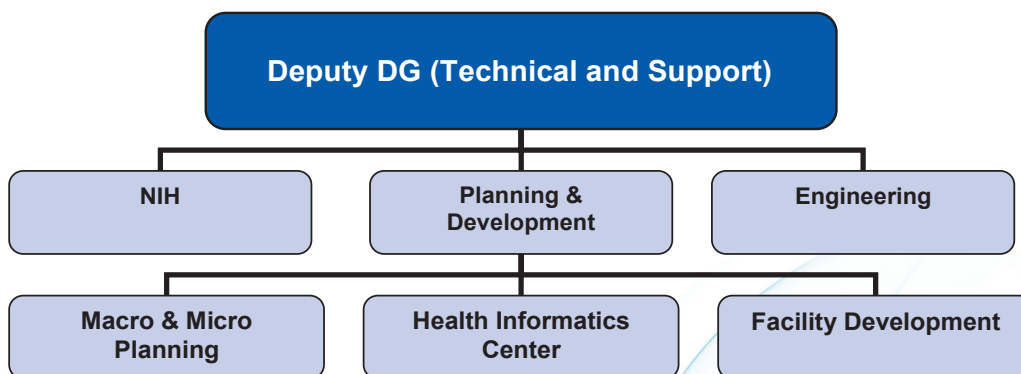 Deputy DG (Technical and Support)
NIH
Planning &
Development
Engineering
Macro & Micro
Planning
Health Informatics
Center
Facility Development